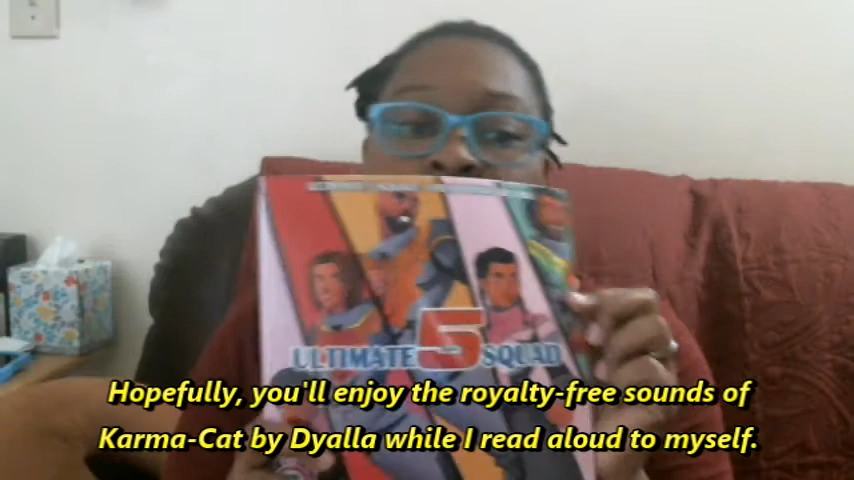 ULTIMATE 5 SQUAD
Hopefully, you'll enjoy the royalty-free sounds of
Karma-Cat by Dyalla while I read aloud to myself.